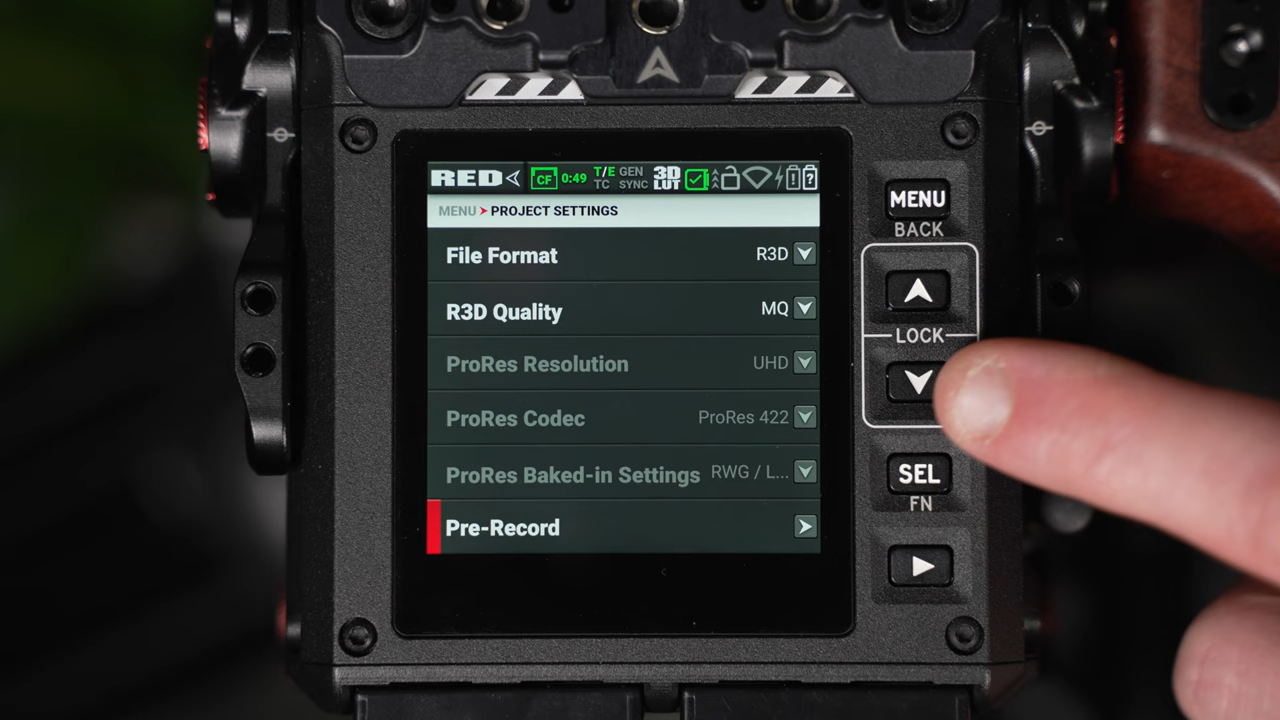 RED CF 0:49 T/E TC GEN SYNC 3D LUT
MENU PROJECT SETTINGS
File Format R3D
R3D Quality MQ
ProRes Resolution UHD
ProRes Codec ProRes 422
ProRes Baked-in Settings RWG / L...
Pre-Record
MENU
BACK
LOCK
SEL
FN